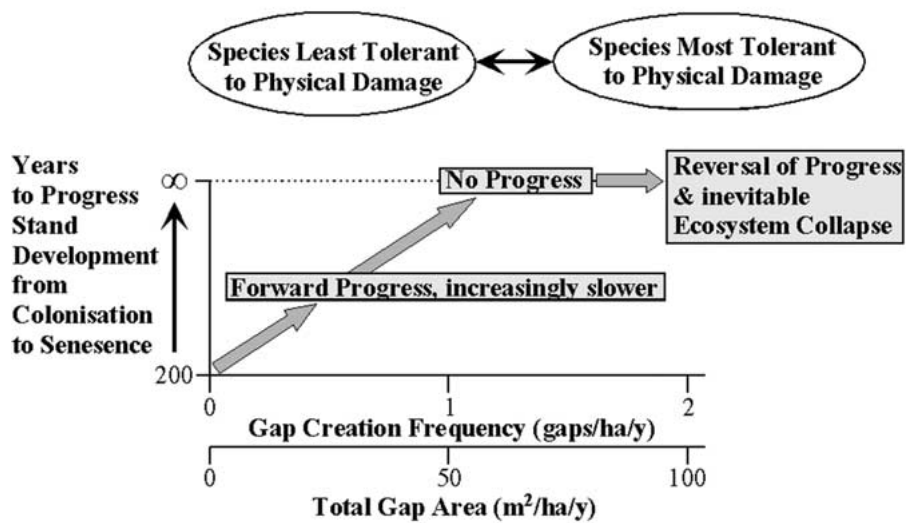 Species Least Tolerant
to Physical Damage
Species Most Tolerant
to Physical Damage
Years
to Progress
Stand
Development
from
Colonisation
to Senesence
∞
200
No Progress
Reversal of Progress
& inevitable
Ecosystem Collapse
Forward Progress, increasingly slower
0
1
2
Gap Creation Frequency (gaps/ha/y)
0
50
100
Total Gap Area (m²/ha/y)